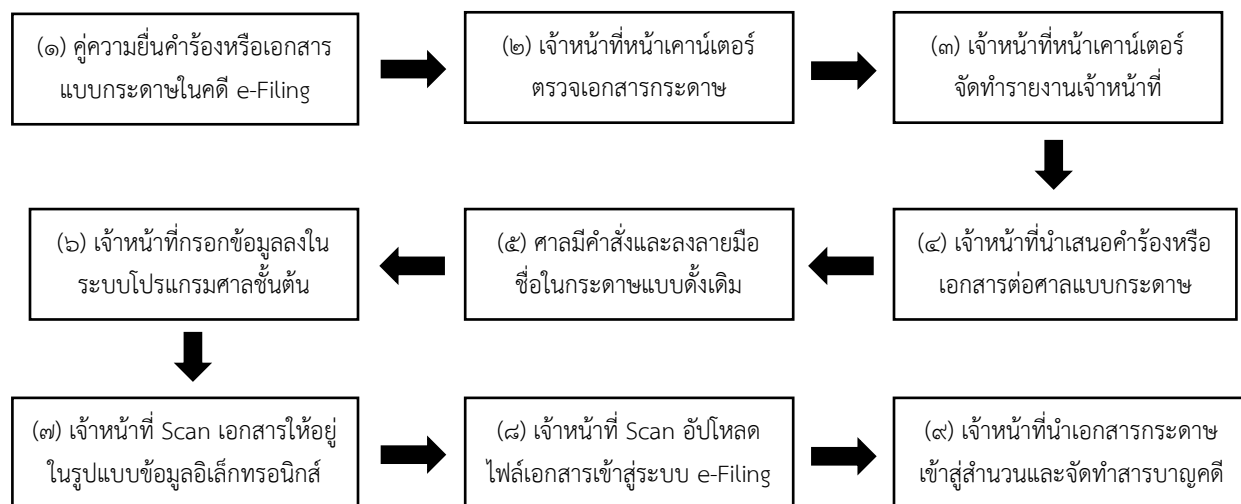 (๑) คู่ความยื่นคำร้องหรือเอกสาร
แบบกระดาษในคดี e-Filing
(๒) เจ้าหน้าที่หน้าเคาน์เตอร์
ตรวจเอกสารกระดาษ
(๓) เจ้าหน้าที่หน้าเคาน์เตอร์
จัดทำรายงานเจ้าหน้าที่
(๔) เจ้าหน้าที่นำเสนอคำร้องหรือ
เอกสารต่อศาลแบบกระดาษ
(๕) ศาลมีคำสั่งและลงลายมือ
ชื่อในกระดาษแบบดั้งเดิม
(๖) เจ้าหน้าที่กรอกข้อมูลลงใน
ระบบโปรแกรมศาลชั้นต้น
(๗) เจ้าหน้าที่ Scan เอกสารให้อยู่
ในรูปแบบข้อมูลอิเล็กทรอนิกส์
(๘) เจ้าหน้าที่ Scan อัปโหลด
ไฟล์เอกสารเข้าสู่ระบบ e-Filing
(๙) เจ้าหน้าที่นำเอกสารกระดาษ
เข้าสู่สำนวนและจัดทำสารบาญคดี